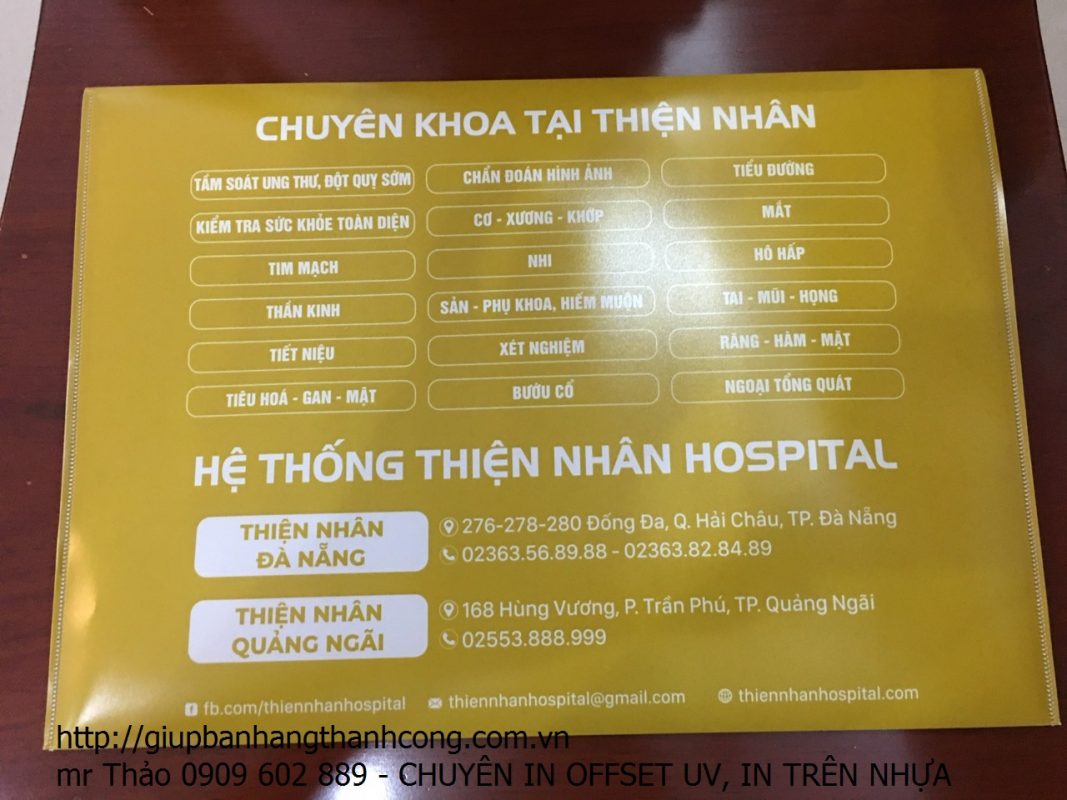 CHUYÊN KHOA TẠI THIỆN NHÂN
TẦM SOÁT UNG THƯ, ĐỘT QUỴ SỚM
KIỂM TRA SỨC KHỎE TOÀN DIỆN
TIM MẠCH
THẦN KINH
TIẾT NIỆU
TIÊU HOÁ - GAN - MẬT
CHẨN ĐOÁN HÌNH ẢNH
CƠ - XƯƠNG - KHỚP
NHI
SẢN - PHỤ KHOA, HIẾM MUỘN
XÉT NGHIỆM
BƯỚU CỔ
TIỂU ĐƯỜNG
MẮT
HÔ HẤP
TAI - MŨI - HỌNG
RĂNG - HÀM - MẶT
NGOẠI TỔNG QUÁT
HỆ THỐNG THIỆN NHÂN HOSPITAL
THIỆN NHÂN
ĐÀ NẴNG
276-278-280 Đống Đa, Q. Hải Châu, TP. Đà Nẵng
02363.56.89.88 - 02363.82.84.89
THIỆN NHÂN
QUẢNG NGÃI
168 Hùng Vương, P. Trần Phú, TP. Quảng Ngãi
02553.888.999
fb.com/thiennhanhospital thiennhanhospital@gmail.com thiennhanhospital.com
http://giupbanhangthanhcong.com.vn
mr Thảo 0909 602 889 - CHUYÊN IN OFFSET UV, IN TRÊN NHỰA